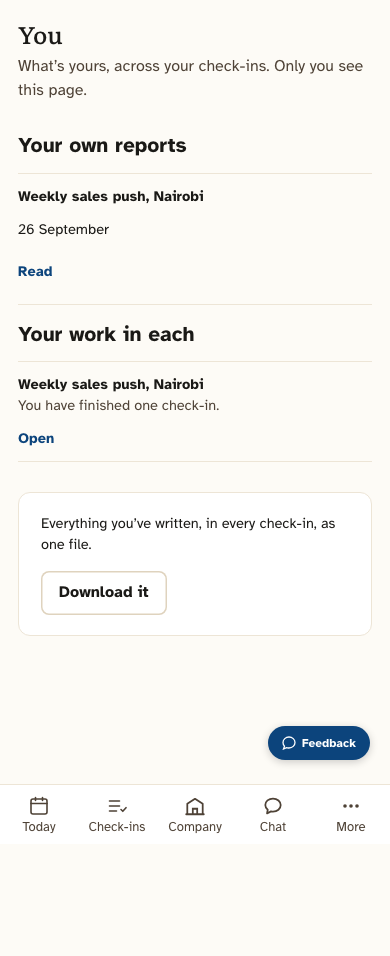 You
What’s yours, across your check-ins. Only you see
this page.
Your own reports
Weekly sales push, Nairobi
26 September
Read
Your work in each
Weekly sales push, Nairobi
You have finished one check-in.
Open
Everything you’ve written, in every check-in, as
one file.
Download it
Feedback
Today
Check-ins
Company
Chat
More